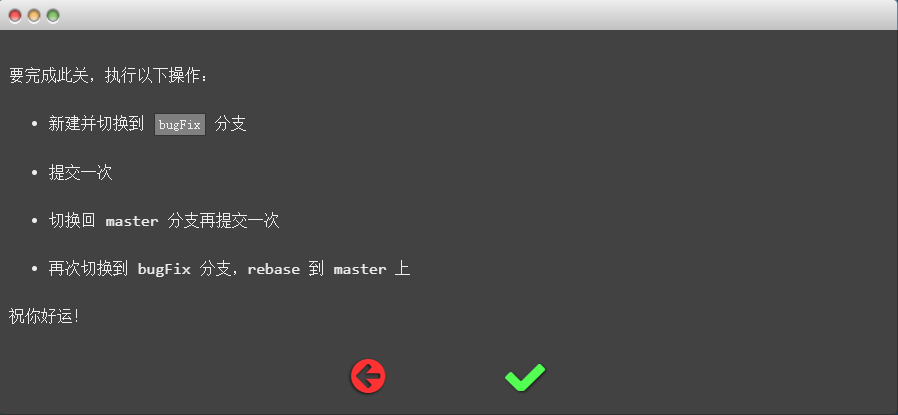 要完成此关，执行以下操作：
• 新建并切换到 bugFix 分支
• 提交一次
• 切换回 master 分支再提交一次
• 再次切换到 bugFix 分支，rebase 到 master 上
祝你好运！